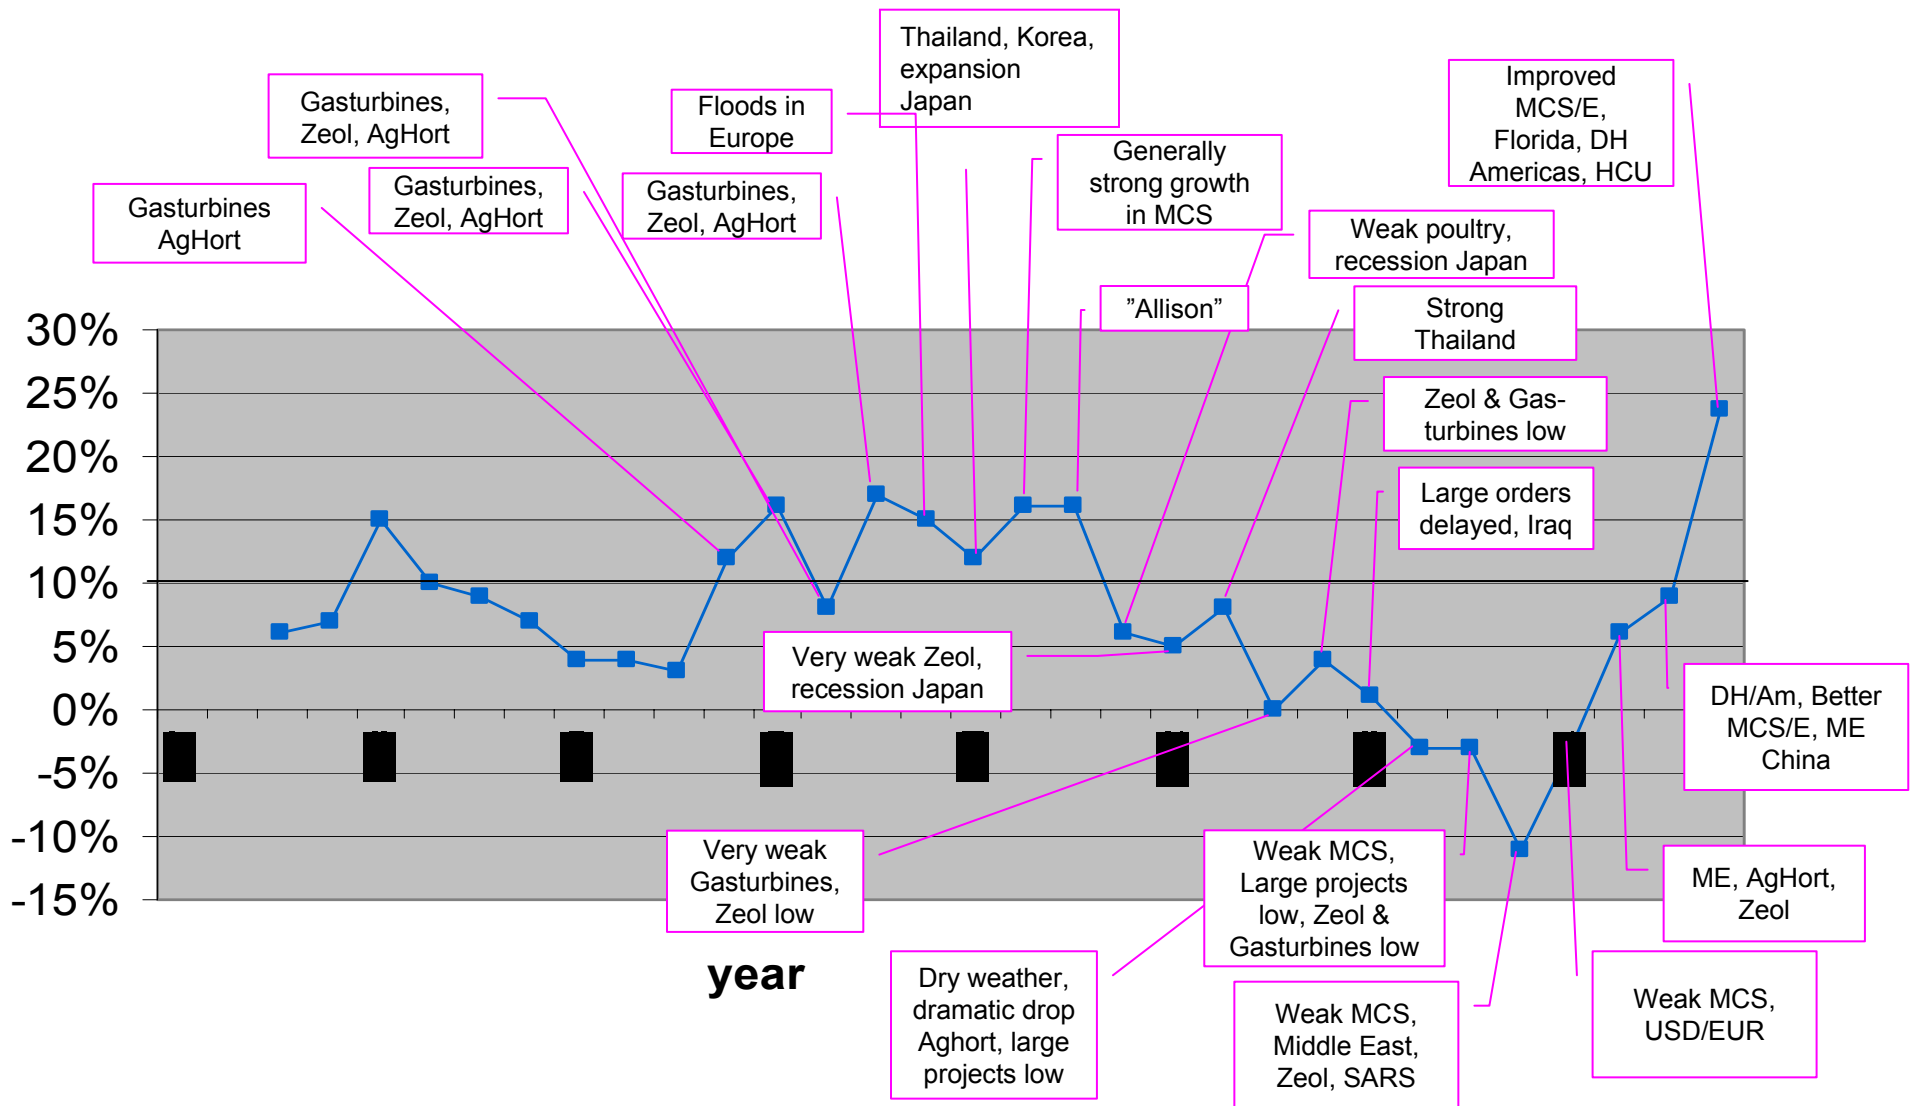 Thailand, Korea,
expansion
Japan
Improved
MCS/E,
Florida, DH
Americas, HCU
Gasturbines,
Zeol, AgHort
Floods in
Europe
Generally
strong growth
in MCS
Gasturbines,
Zeol, AgHort
Gasturbines,
Zeol, AgHort
Gasturbines
AgHort
Weak poultry,
recession Japan
”Allison”
Strong
Thailand
30%
25%
20%
15%
10%
5%
0%
-5%
-10%
-15%
Zeol & Gas-
turbines low
Large orders
delayed, Iraq
Very weak Zeol,
recession Japan
DH/Am, Better
MCS/E, ME
China
Very weak
Gasturbines,
Zeol low
Weak MCS,
Large projects
low, Zeol &
Gasturbines low
ME, AgHort,
Zeol
year
Dry weather,
dramatic drop
Aghort, large
projects low
Weak MCS,
Middle East,
Zeol, SARS
Weak MCS,
USD/EUR